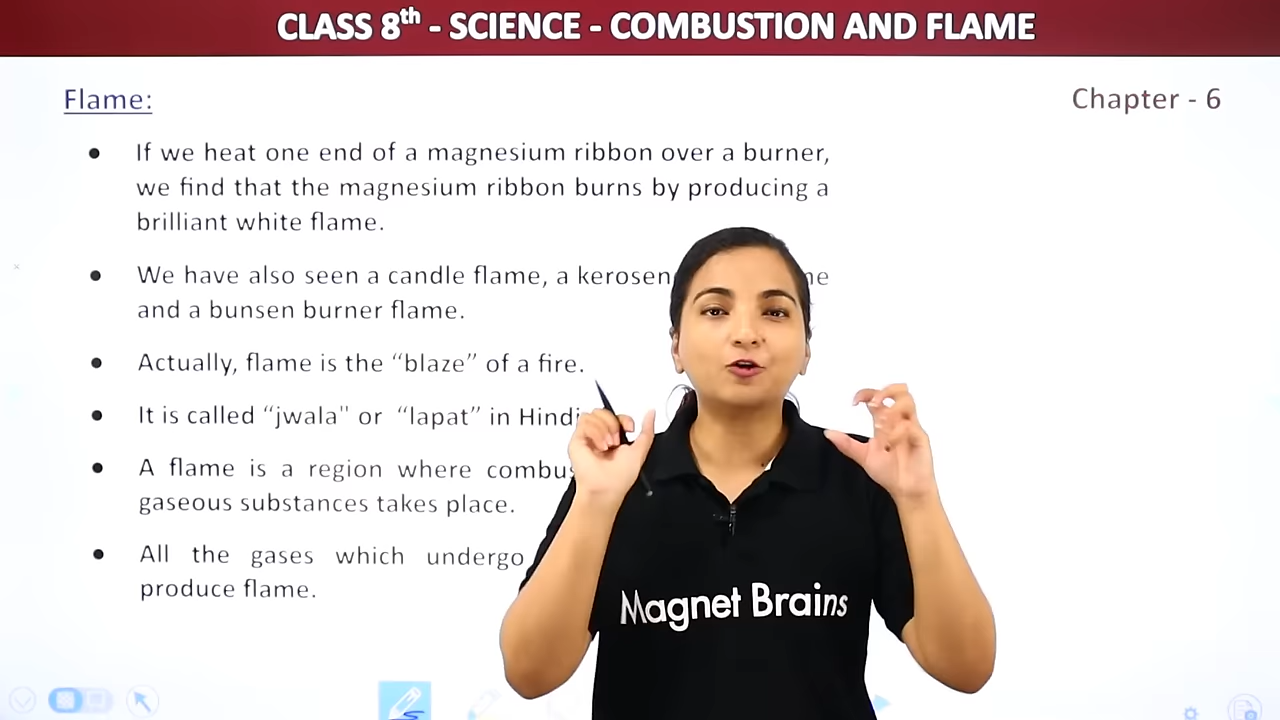 CLASS 8th - SCIENCE - COMBUSTION AND FLAME
Flame:
Chapter - 6
● If we heat one end of a magnesium ribbon over a burner,
we find that the magnesium ribbon burns by producing a
brilliant white flame.
● We have also seen a candle flame, a
and a bunsen burner flame.
● Actually, flame is the “blaze” of a fire.
● It is called “jwala" or “lapat” in Hindi
● A flame is a region where
gaseous substances takes place.
● All the gases which undergo
produce flame.
Magnet Brains